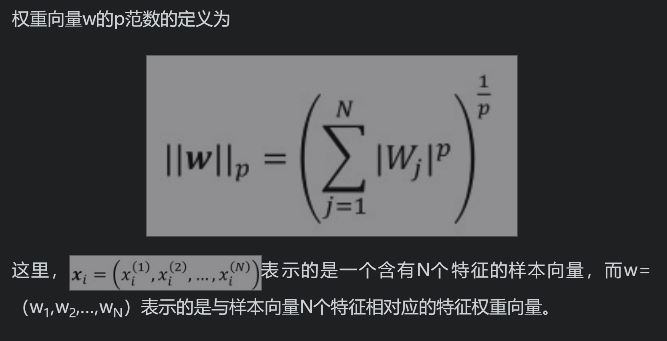 权重向量w的p范数的定义为
||w||_p = (∑_{j=1}^{N} |W_j|^p)^{1/p}
这里，x_i = (x_i^{(1)}, x_i^{(2)}, ..., x_i^{(N)})表示的是一个含有N个特征的样本向量，而w=
（w₁,w₂,...,w_N）表示的是与样本向量N个特征相对应的特征权重向量。